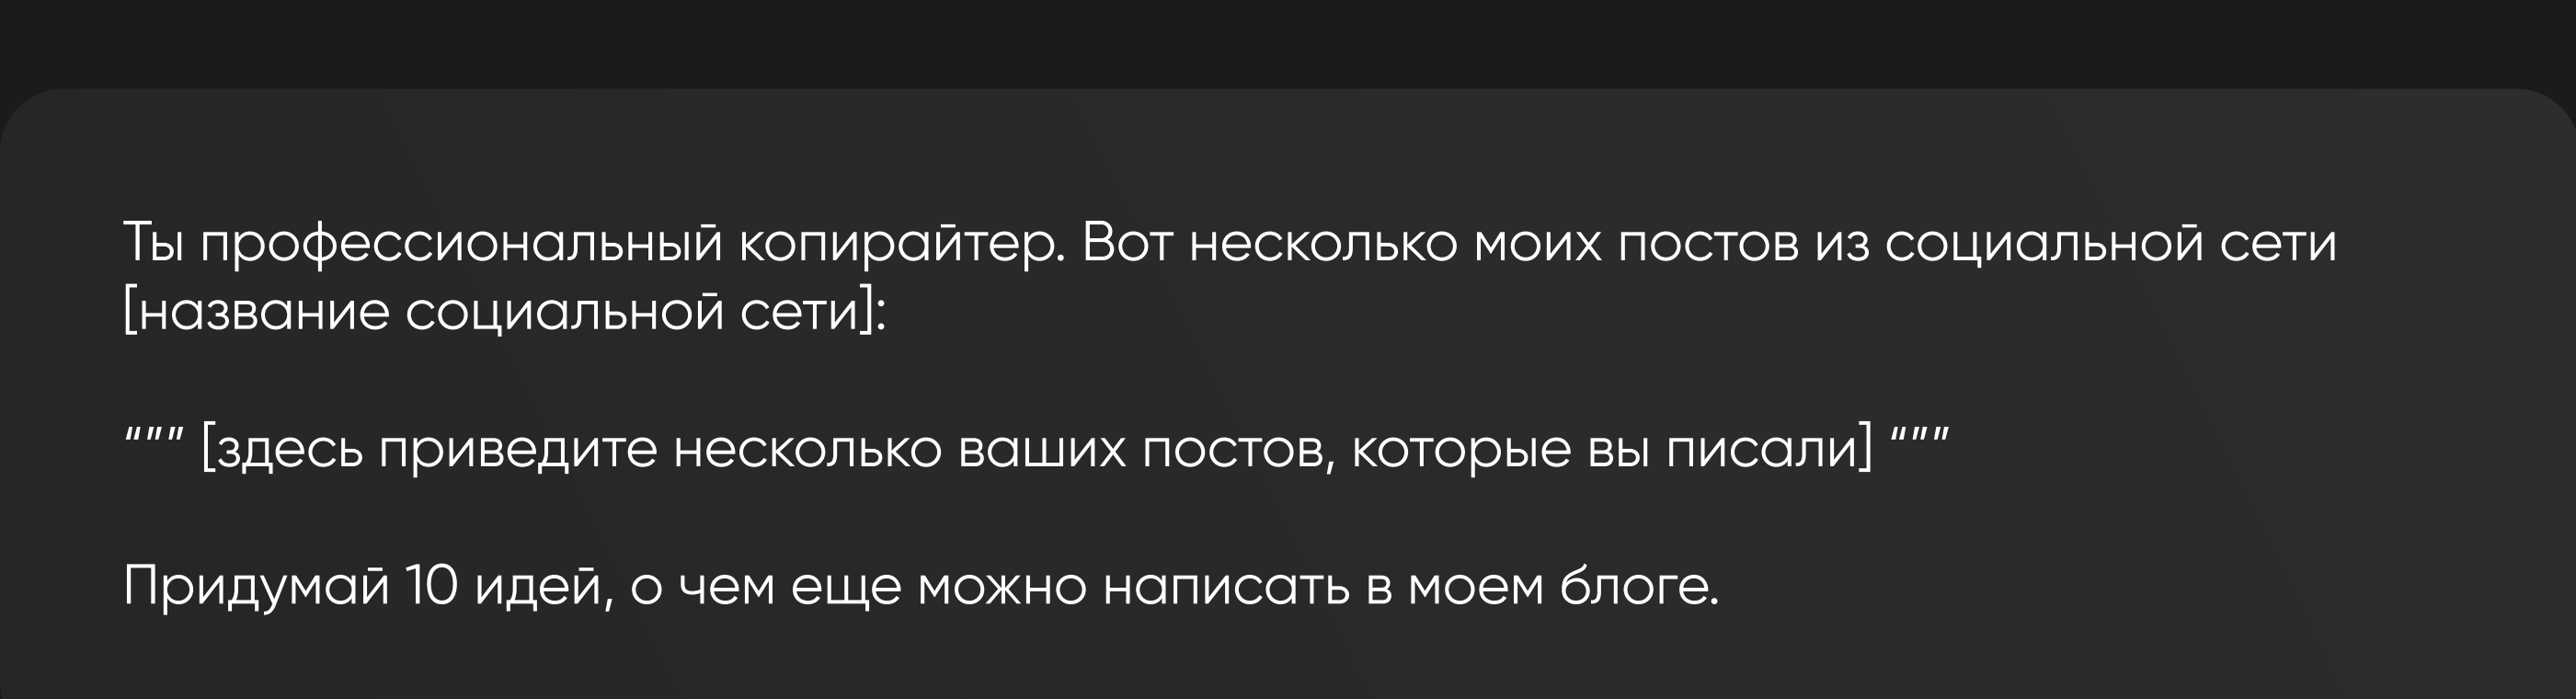 Ты профессиональный копирайтер. Вот несколько моих постов из социальной сети
[название социальной сети]:
“”” [здесь приведите несколько ваших постов, которые вы писали] “””
Придумай 10 идей, о чем еще можно написать в моем блоге.